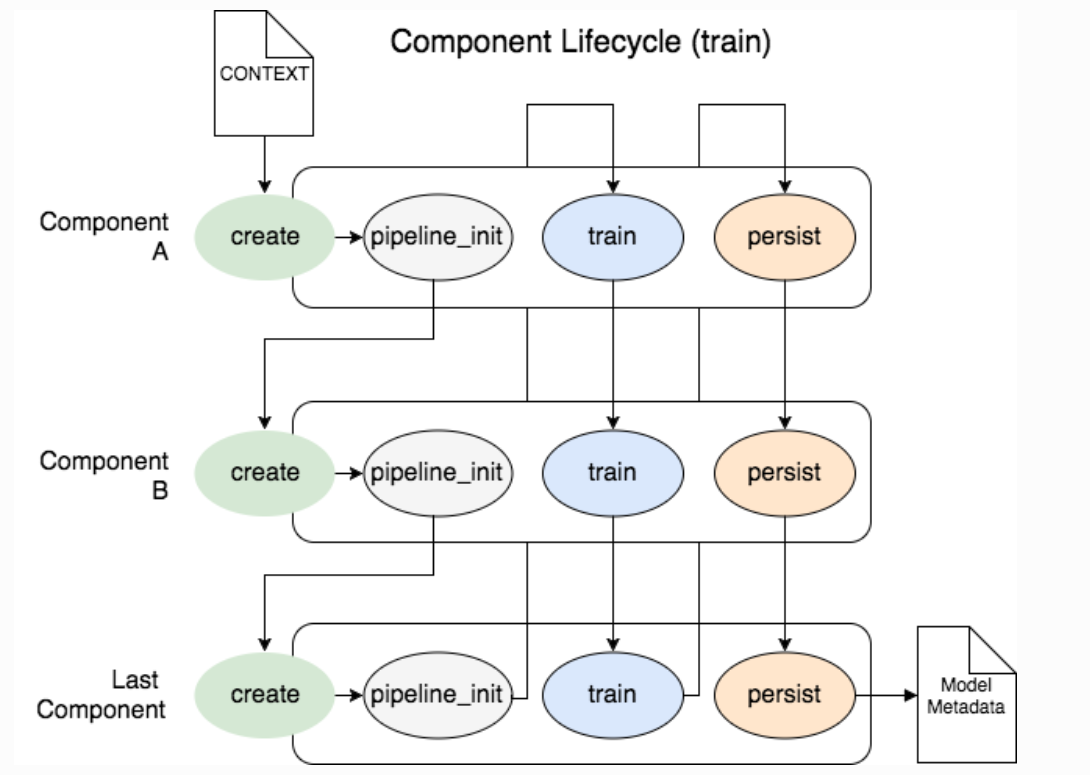 Component Lifecycle (train)
CONTEXT
Component
A
create
pipeline_init
train
persist
Component
B
create
pipeline_init
train
persist
Last
Component
create
pipeline_init
train
persist
Model
Metadata